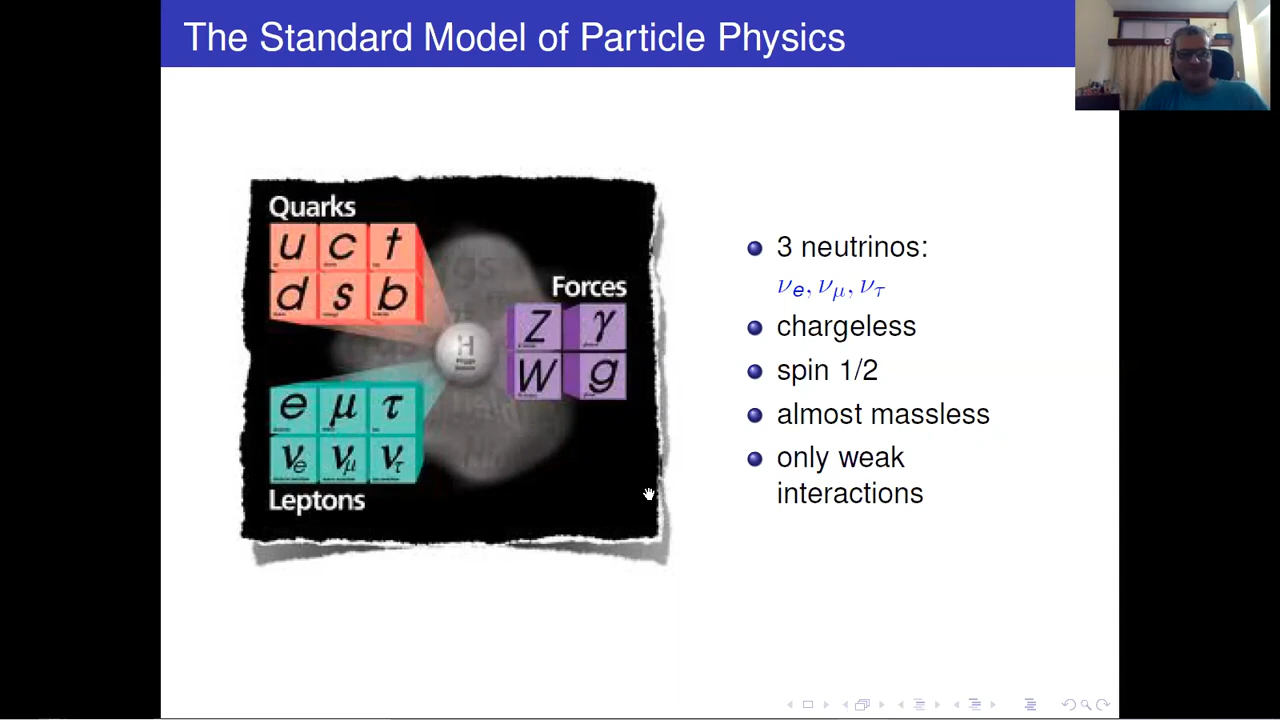 The Standard Model of Particle Physics
Quarks
u c t
d s b
Forces
Z γ
W g
H
e μ τ
νe νμ ντ
Leptons
3 neutrinos:
νe, νμ, ντ
chargeless
spin 1/2
almost massless
only weak
interactions